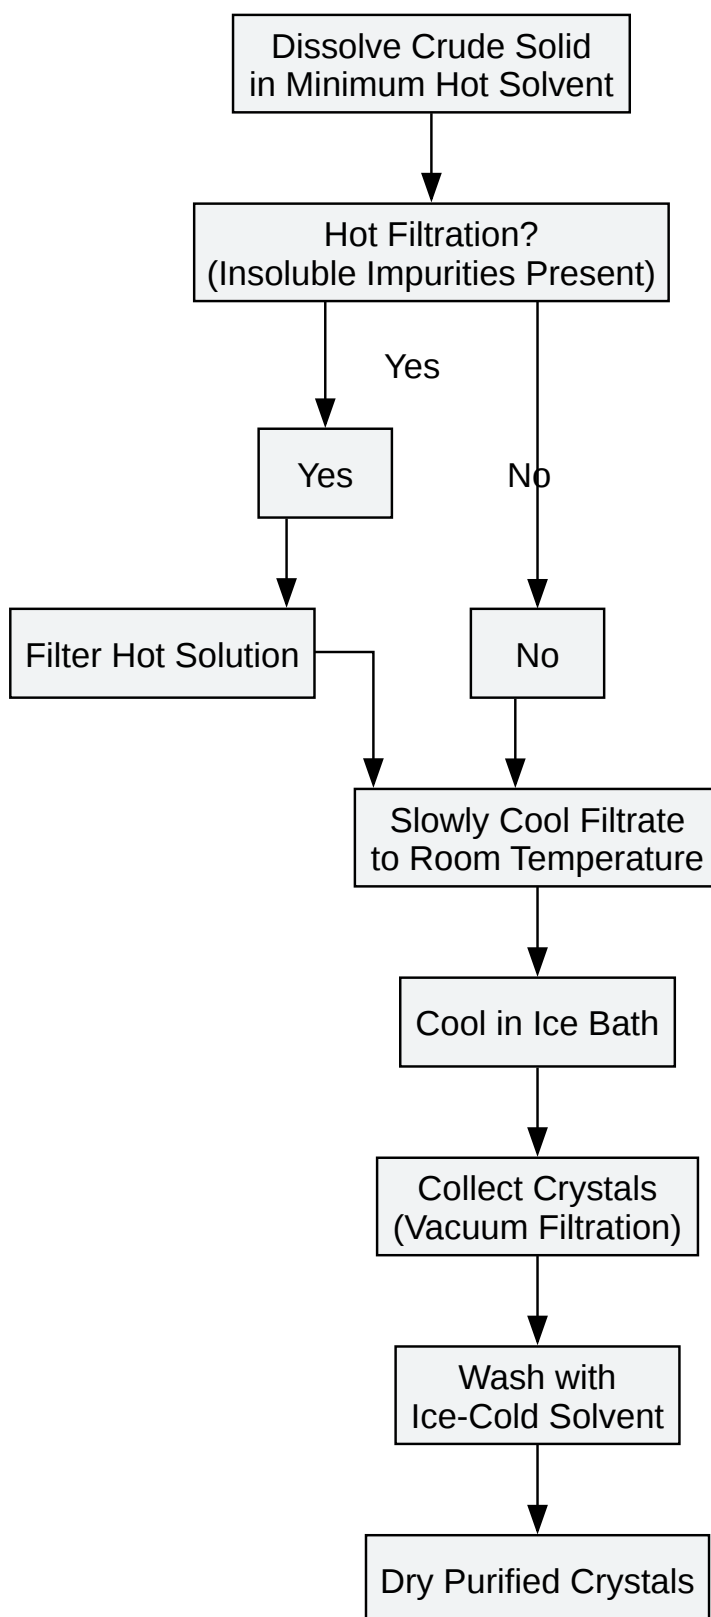 Dissolve Crude Solid
in Minimum Hot Solvent
Hot Filtration?
(Insoluble Impurities Present)
Yes
Yes
No
Filter Hot Solution
No
Slowly Cool Filtrate
to Room Temperature
Cool in Ice Bath
Collect Crystals
(Vacuum Filtration)
Wash with
Ice-Cold Solvent
Dry Purified Crystals